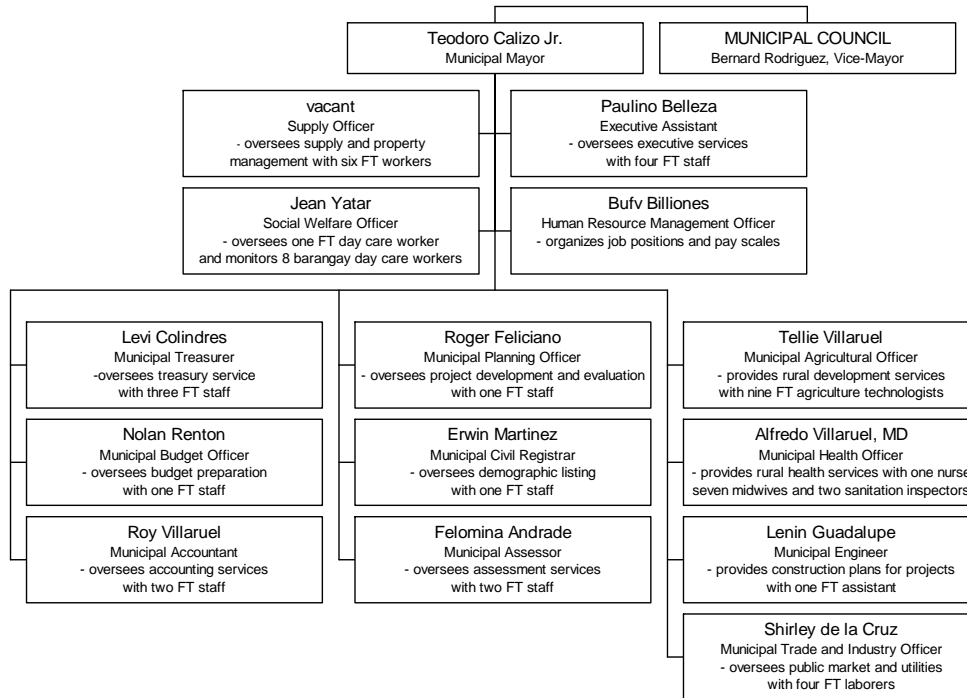 Teodoro Calizo Jr.
Municipal Mayor
MUNICIPAL COUNCIL
Bernard Rodriguez, Vice-Mayor
vacant
Supply Officer
- oversees supply and property
management with six FT workers
Paulino Belleza
Executive Assistant
- oversees executive services
with four FT staff
Jean Yatar
Social Welfare Officer
- oversees one FT day care worker
and monitors 8 barangay day care workers
Bufv Billiones
Human Resource Management Officer
- organizes job positions and pay scales
Levi Colindres
Municipal Treasurer
-oversees treasury service
with three FT staff
Nolan Renton
Municipal Budget Officer
- oversees budget preparation
with one FT staff
Roy Villaruel
Municipal Accountant
- oversees accounting services
with two FT staff
Roger Feliciano
Municipal Planning Officer
- oversees project development and evaluation
with one FT staff
Erwin Martinez
Municipal Civil Registrar
- oversees demographic listing
with one FT staff
Felomina Andrade
Municipal Assessor
- oversees assessment services
with two FT staff
Tellie Villaruel
Municipal Agricultural Officer
- provides rural development services
with nine FT agriculture technologists
Alfredo Villaruel, MD
Municipal Health Officer
- provides rural health services with one nurse
seven midwives and two sanitation inspectors
Lenin Guadalupe
Municipal Engineer
- provides construction plans for projects
with one FT assistant
Shirley de la Cruz
Municipal Trade and Industry Officer
- oversees public market and utilities
with four FT laborers